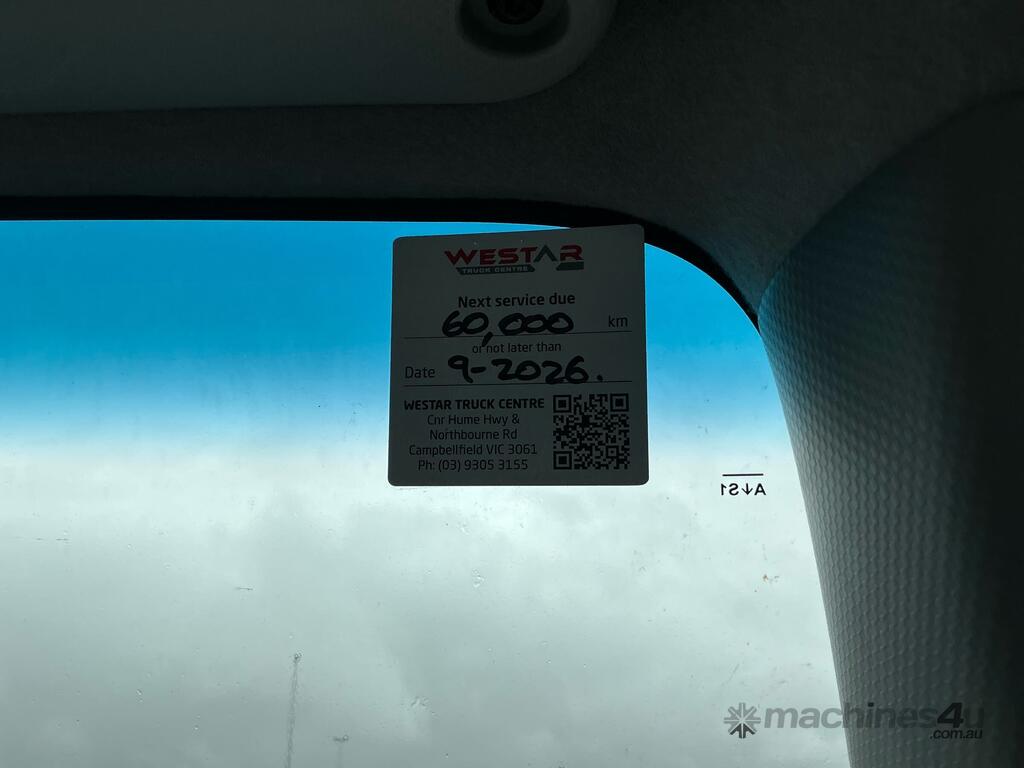 WESTAR
TRUCK CENTRE
Next service due
60,000 km
or not later than
Date 9-2026.
WESTAR TRUCK CENTRE
Cnr Hume Hwy &
Northbourne Rd
Campbellfield VIC 3061
Ph: (03) 9305 3155
A↓S1
machines4u
.com.au